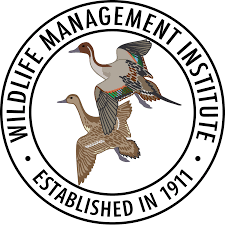 WILDLIFE MANAGEMENT INSTITUTE
• ESTABLISHED IN 1911 •